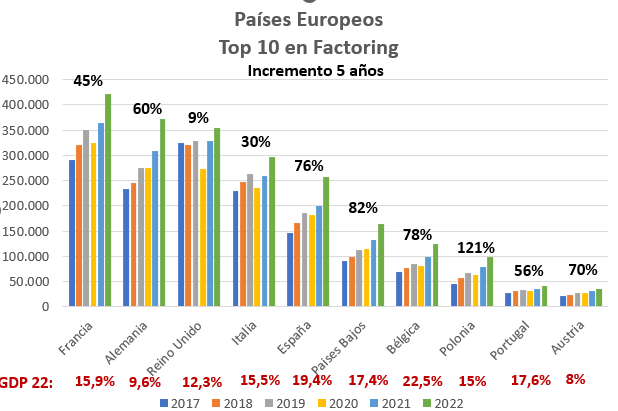 Países Europeos
Top 10 en Factoring
Incremento 5 años
450.000
400.000
350.000
300.000
250.000
200.000
150.000
100.000
50.000
0
45%
60%
9%
30%
76%
82%
78%
121%
56%
70%
Francia
Alemania
Reino Unido
Italia
España
Países Bajos
Bélgica
Polonia
Portugal
Austria
GDP 22: 15,9% 9,6% 12,3% 15,5% 19,4% 17,4% 22,5% 15% 17,6% 8%
2017 2018 2019 2020 2021 2022